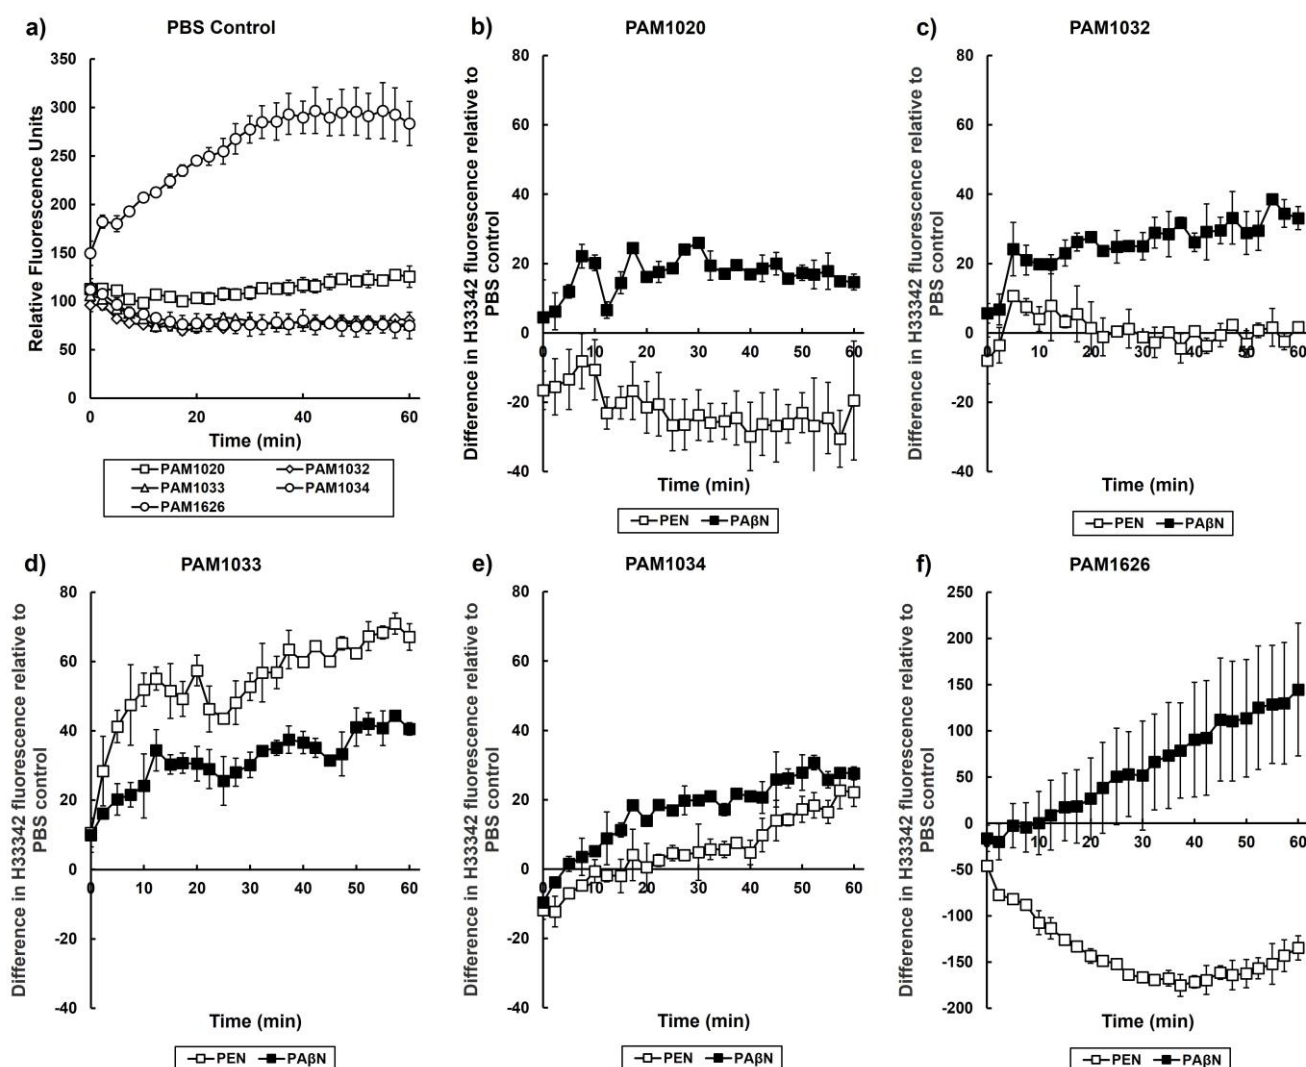 a)
PBS Control
Relative Fluorescence Units
350
300
250
200
150
100
50
0
0
20
40
60
Time (min)
PAM1020
PAM1032
PAM1033
PAM1034
PAM1626
b)
PAM1020
Difference in H33342 fluorescence relative to
PBS control
80
60
40
20
0
-20
-40
0
10
20
30
40
50
60
Time (min)
PEN
PAβN
c)
PAM1032
Difference in H33342 fluorescence relative to
PBS control
80
60
40
20
0
-20
-40
0
10
20
30
40
50
60
Time (min)
PEN
PAβN
d)
PAM1033
Difference in H33342 fluorescence relative to
PBS control
80
60
40
20
0
-20
-40
0
10
20
30
40
50
60
Time (min)
PEN
PAβN
e)
PAM1034
Difference in H33342 fluorescence relative to
PBS control
80
60
40
20
0
-20
-40
0
10
20
30
40
50
60
Time (min)
PEN
PAβN
f)
PAM1626
Difference in H33342 fluorescence relative to
PBS control
250
200
150
100
50
0
-50
-100
-150
-200
0
10
20
30
40
50
60
Time (min)
PEN
PAβN